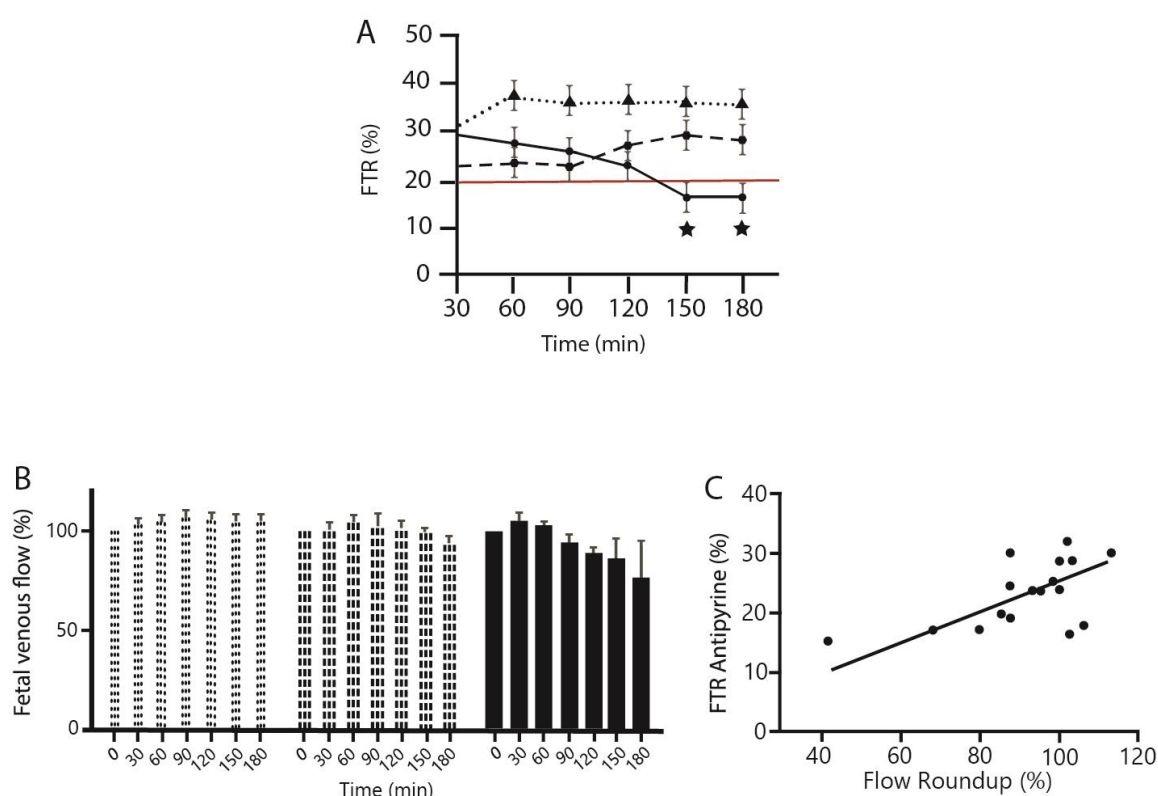 A
50
40
30
20
10
0
FTR (%)
30 60 90 120 150 180
Time (min)
B
100
50
0
Fetal venous flow (%)
0 30 60 90 120 150 180 0 30 60 90 120 150 180 0 30 60 90 120 150 180
Time (min)
C
40
30
20
10
0
FTR Antipyrine (%)
40 60 80 100 120
Flow Roundup (%)